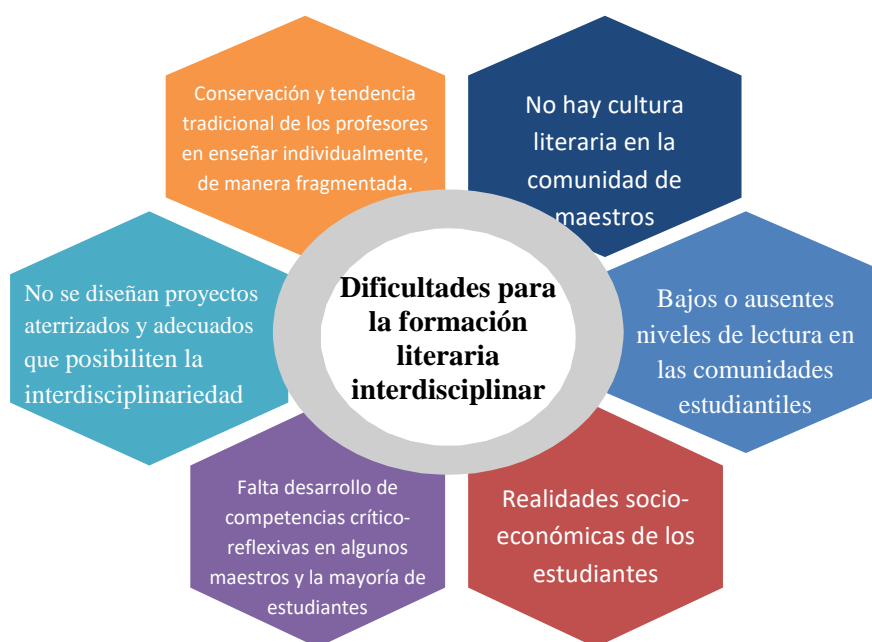 Conservación y tendencia
tradicional de los profesores
en enseñar individualmente,
de manera fragmentada.
No hay cultura
literaria en la
comunidad de
maestros
No se diseñan proyectos
aterrizados y adecuados
que posibiliten la
interdisciplinariedad
Dificultades para
la formación
literaria
interdisciplinar
Bajos o ausentes
niveles de lectura en
las comunidades
estudiantiles
Falta desarrollo de
competencias crítico-
reflexivas en algunos
maestros y la mayoría de
estudiantes
Realidades socio-
económicas de los
estudiantes